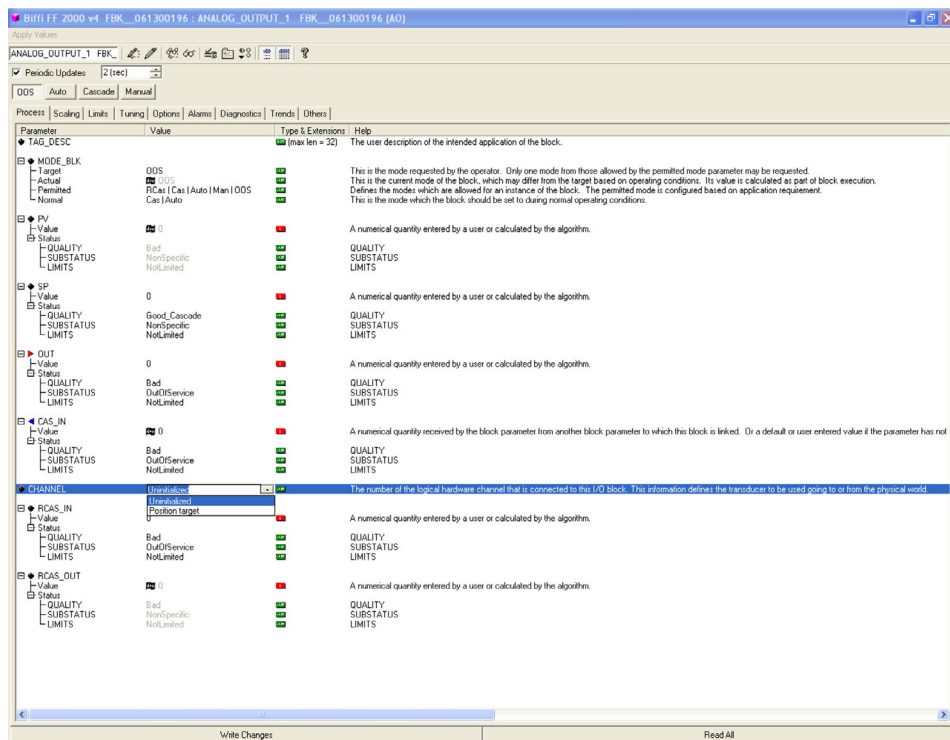 Biffi FF 2000 v4 FBK__061300196 : ANALOG_OUTPUT_1 FBK__061300196 (AO)
Apply Values
ANALOG_OUTPUT_1 FBK_
Periodic Updates 2 (sec)
OOS Auto Cascade Manual
Process Scaling Limits Tuning Options Alarms Diagnostics Trends Others
Parameter Value Type & Extensions Help
TAG_DESC (max len = 32) The user description of the intended application of the block.
MODE_BLK
Target OOS This is the mode requested by the operator. Only one mode from those allowed by the permitted mode parameter may be requested.
Actual OOS This is the current mode of the block, which may differ from the target based on operating conditions. Its value is calculated as part of block execution.
Permitted RCas | Cas | Auto | Man | OOS Defines the modes which are allowed for an instance of the block. The permitted mode is configured based on application requirement.
Normal Cas | Auto This is the mode which the block should be set to during normal operating conditions.
PV
Value 0 A numerical quantity entered by a user or calculated by the algorithm.
Status
QUALITY Bad QUALITY
SUBSTATUS NonSpecific SUBSTATUS
LIMITS NotLimited LIMITS
SP
Value 0 A numerical quantity entered by a user or calculated by the algorithm.
Status
QUALITY Good_Cascade QUALITY
SUBSTATUS NonSpecific SUBSTATUS
LIMITS NotLimited LIMITS
OUT
Value 0 A numerical quantity entered by a user or calculated by the algorithm.
Status
QUALITY Bad QUALITY
SUBSTATUS OutOfService SUBSTATUS
LIMITS NotLimited LIMITS
CAS_IN
Value 0 A numerical quantity received by the block parameter from another block parameter to which this block is linked. Or a default or user entered value if the parameter has not
Status
QUALITY Bad QUALITY
SUBSTATUS OutOfService SUBSTATUS
LIMITS NotLimited LIMITS
CHANNEL Uninitialized The number of the logical hardware channel that is connected to this I/O block. This information defines the transducer to be used going to or from the physical world.
Uninitialized
Position target
RCAS_IN
Value 0 A numerical quantity entered by a user or calculated by the algorithm.
Status
QUALITY Bad QUALITY
SUBSTATUS OutOfService SUBSTATUS
LIMITS NotLimited LIMITS
RCAS_OUT
Value 0 A numerical quantity entered by a user or calculated by the algorithm.
Status
QUALITY Bad QUALITY
SUBSTATUS NonSpecific SUBSTATUS
LIMITS NotLimited LIMITS
Write Changes Read All